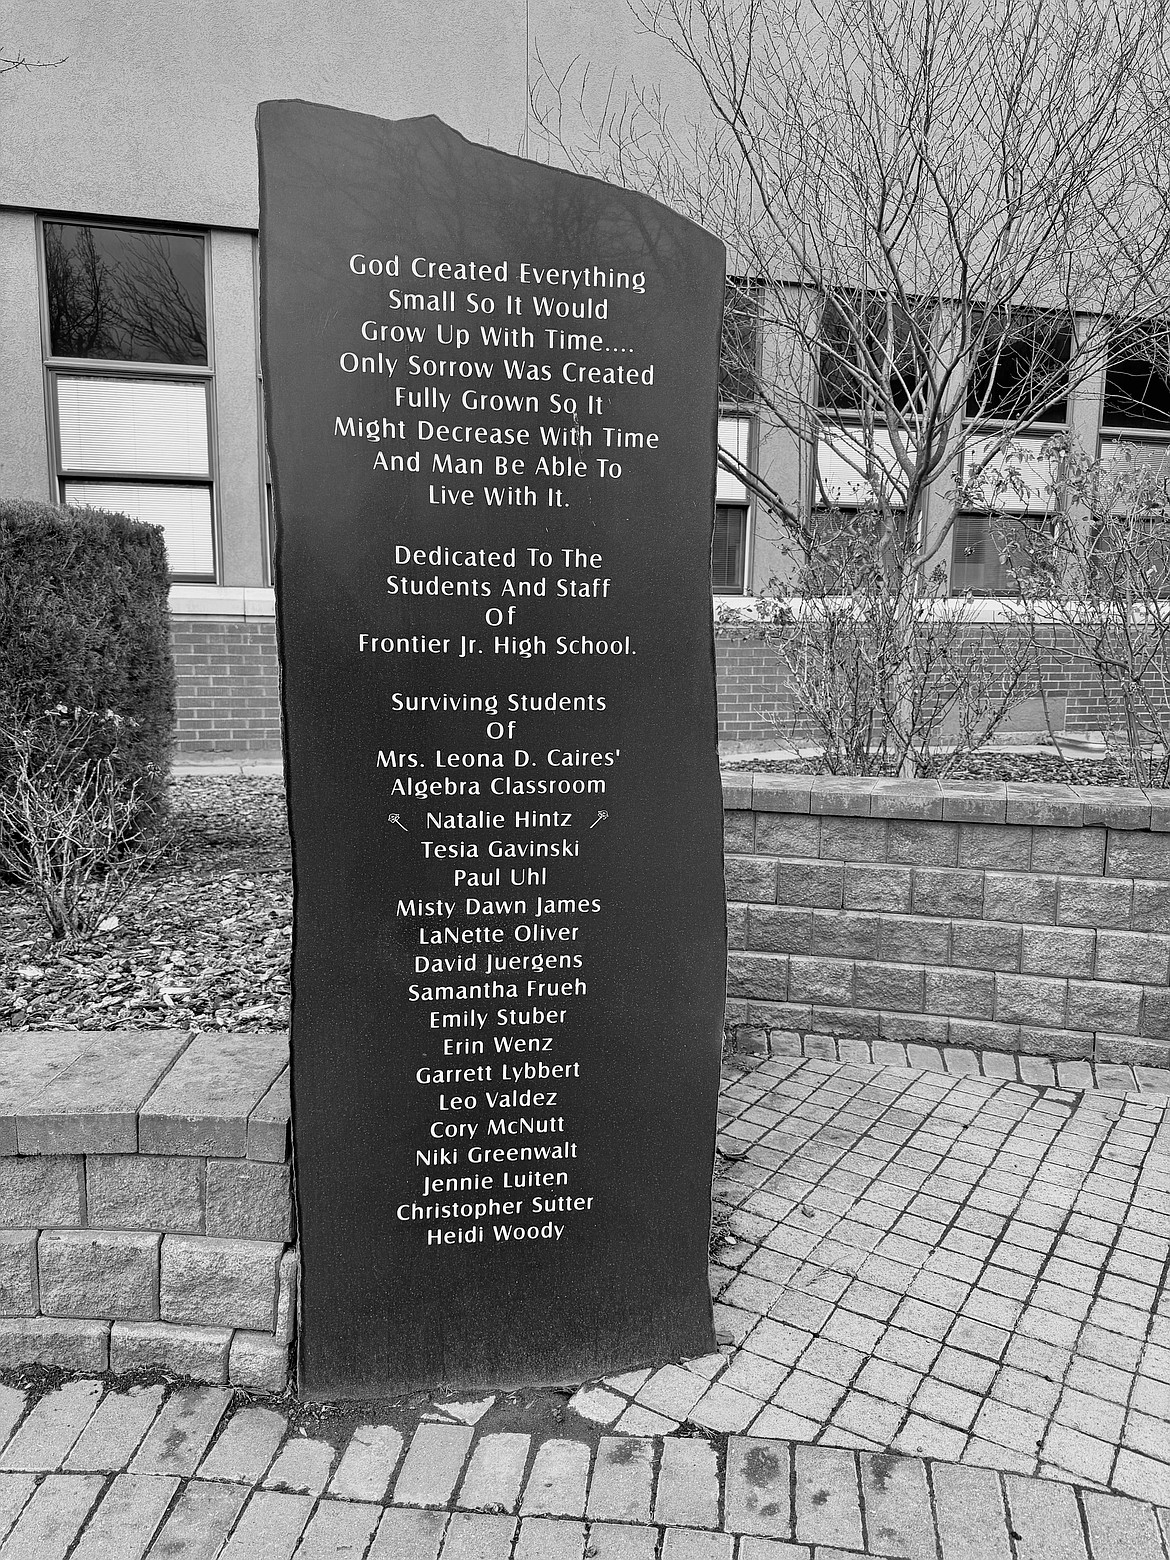 God Created Everything
Small So It Would
Grow Up With Time....
Only Sorrow Was Created
Fully Grown So It
Might Decrease With Time
And Man Be Able To
Live With It.
Dedicated To The
Students And Staff
Of
Frontier Jr. High School.
Surviving Students
Of
Mrs. Leona D. Caires'
Algebra Classroom
Natalie Hintz
Tesia Gavinski
Paul Uhl
Misty Dawn James
LaNette Oliver
David Juergens
Samantha Frueh
Emily Stuber
Erin Wenz
Garrett Lybbert
Leo Valdez
Cory McNutt
Niki Greenwalt
Jennie Luiten
Christopher Sutter
Heidi Woody